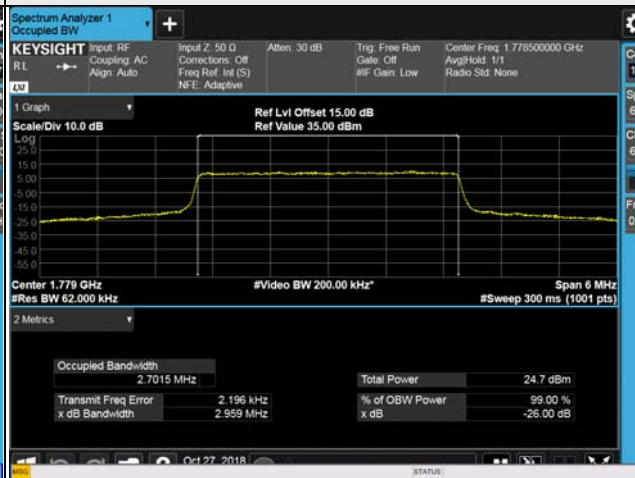 Spectrum Analyzer 1
Occupied BW
+
KEYSIGHT
RL
LXI
Input: RF
Coupling: AC
Align: Auto
Input Z: 50 Ω
Corrections: Off
Freq Ref: Int (S)
NFE: Adaptive
Atten: 30 dB
Trig: Free Run
Gate: Off
#IF Gain: Low
Center Freq: 1.778500000 GHz
Avg|Hold: 1/1
Radio Std: None
1 Graph
Scale/Div 10.0 dB
Ref Lvl Offset 15.00 dB
Ref Value 35.00 dBm
Log
25.0
15.0
5.00
-5.00
-15.0
-25.0
-35.0
-45.0
-55.0
Center 1.779 GHz
#Video BW 200.00 kHz*
Span 6 MHz
#Res BW 62.000 kHz
#Sweep 300 ms (1001 pts)
2 Metrics
Occupied Bandwidth
2.7015 MHz
Total Power 24.7 dBm
Transmit Freq Error 2.196 kHz
% of OBW Power 99.00 %
x dB Bandwidth 2.959 MHz
x dB -26.00 dB
Oct 27, 2018
MSG
STATUS